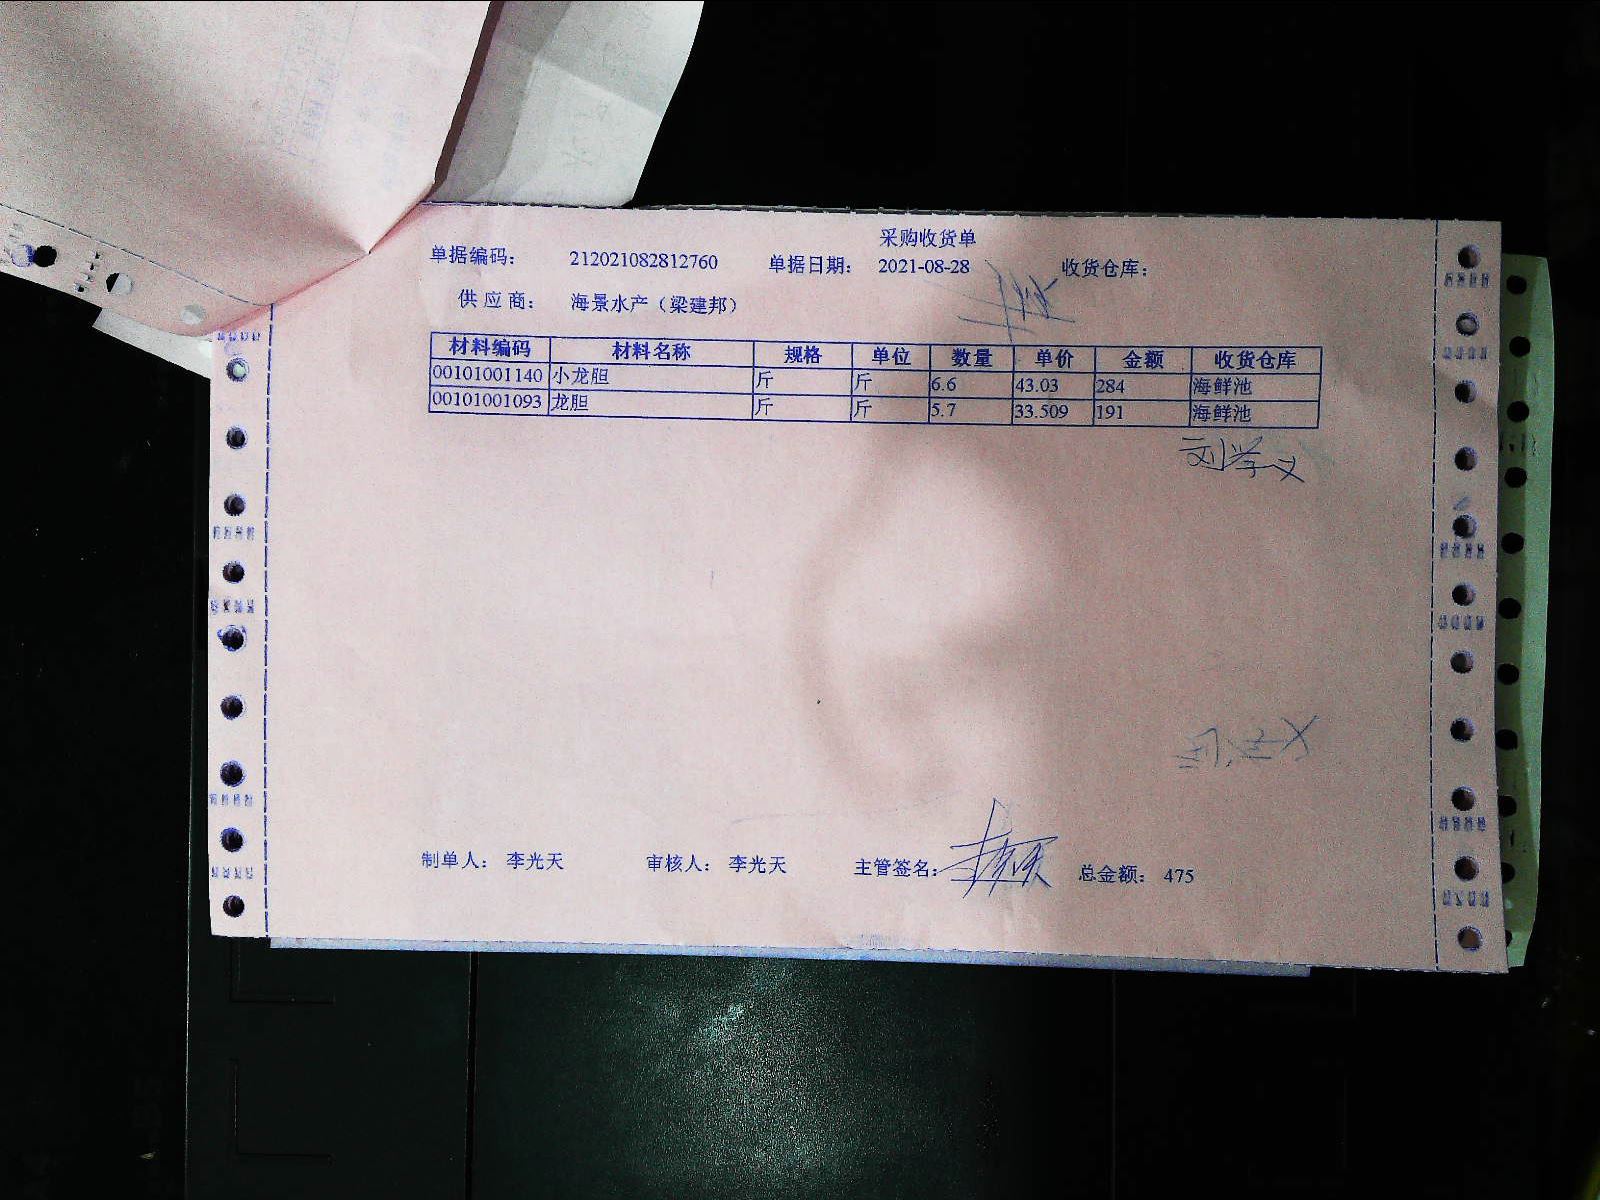 采购收货单
单据编码： 212021082812760 单据日期： 2021-08-28 收货仓库：
供 应 商： 海景水产（梁建邦）
材料编码 材料名称 规格 单位 数量 单价 金额 收货仓库
00101001140 小龙胆 斤 斤 6.6 43.03 284 海鲜池
00101001093 龙胆 斤 斤 5.7 33.509 191 海鲜池
刘学义
制单人： 李光天 审核人： 李光天 主管签名： 总金额： 475